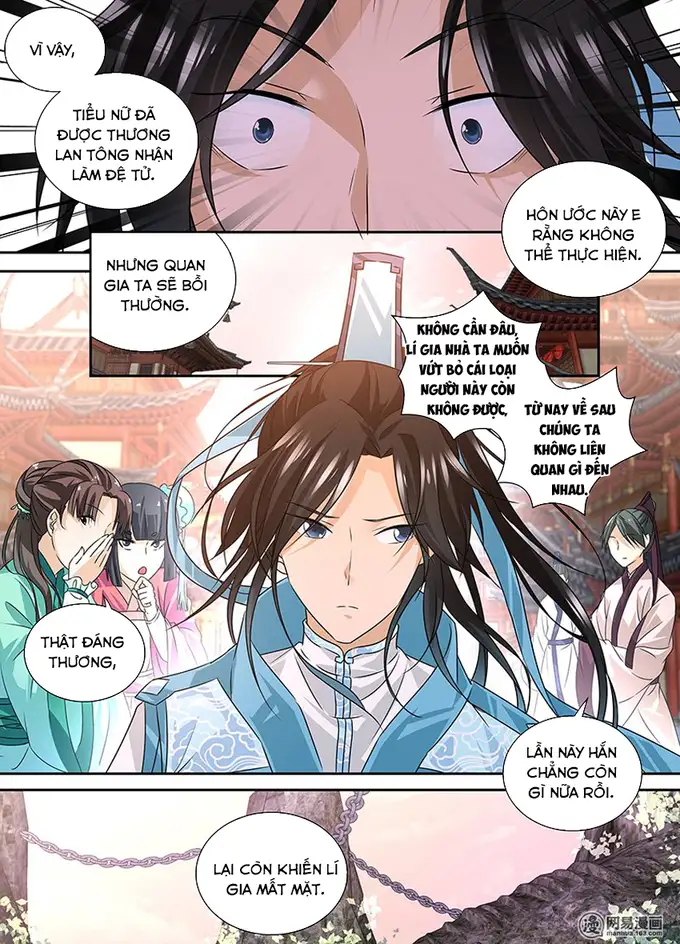 VÌ VẬY,
TIỂU NỮ ĐÃ
ĐƯỢC THƯƠNG
LAN TÔNG NHẬN
LÀM ĐỆ TỬ.
HÔN ƯỚC NÀY E
RẰNG KHÔNG
THỂ THỰC HIỆN.
NHƯNG QUAN
GIA TA SẼ BỒI
THƯỜNG.
KHÔNG CẦN ĐÂU,
LÍ GIA NHÀ TA MUỐN
VỨT BỎ CÁI LOẠI
NGƯỜI NÀY CÒN
KHÔNG ĐƯỢC,
TỪ NAY VỀ SAU
CHÚNG TA
KHÔNG LIÊN
QUAN GÌ ĐẾN
NHAU.
THẬT ĐÁNG
THƯƠNG,
LẦN NÀY HẮN
CHẲNG CÒN
GÌ NỮA RỒI.
LẠI CÒN KHIẾN LÍ
GIA MẤT MẶT.
网易漫画
manhua.163.com